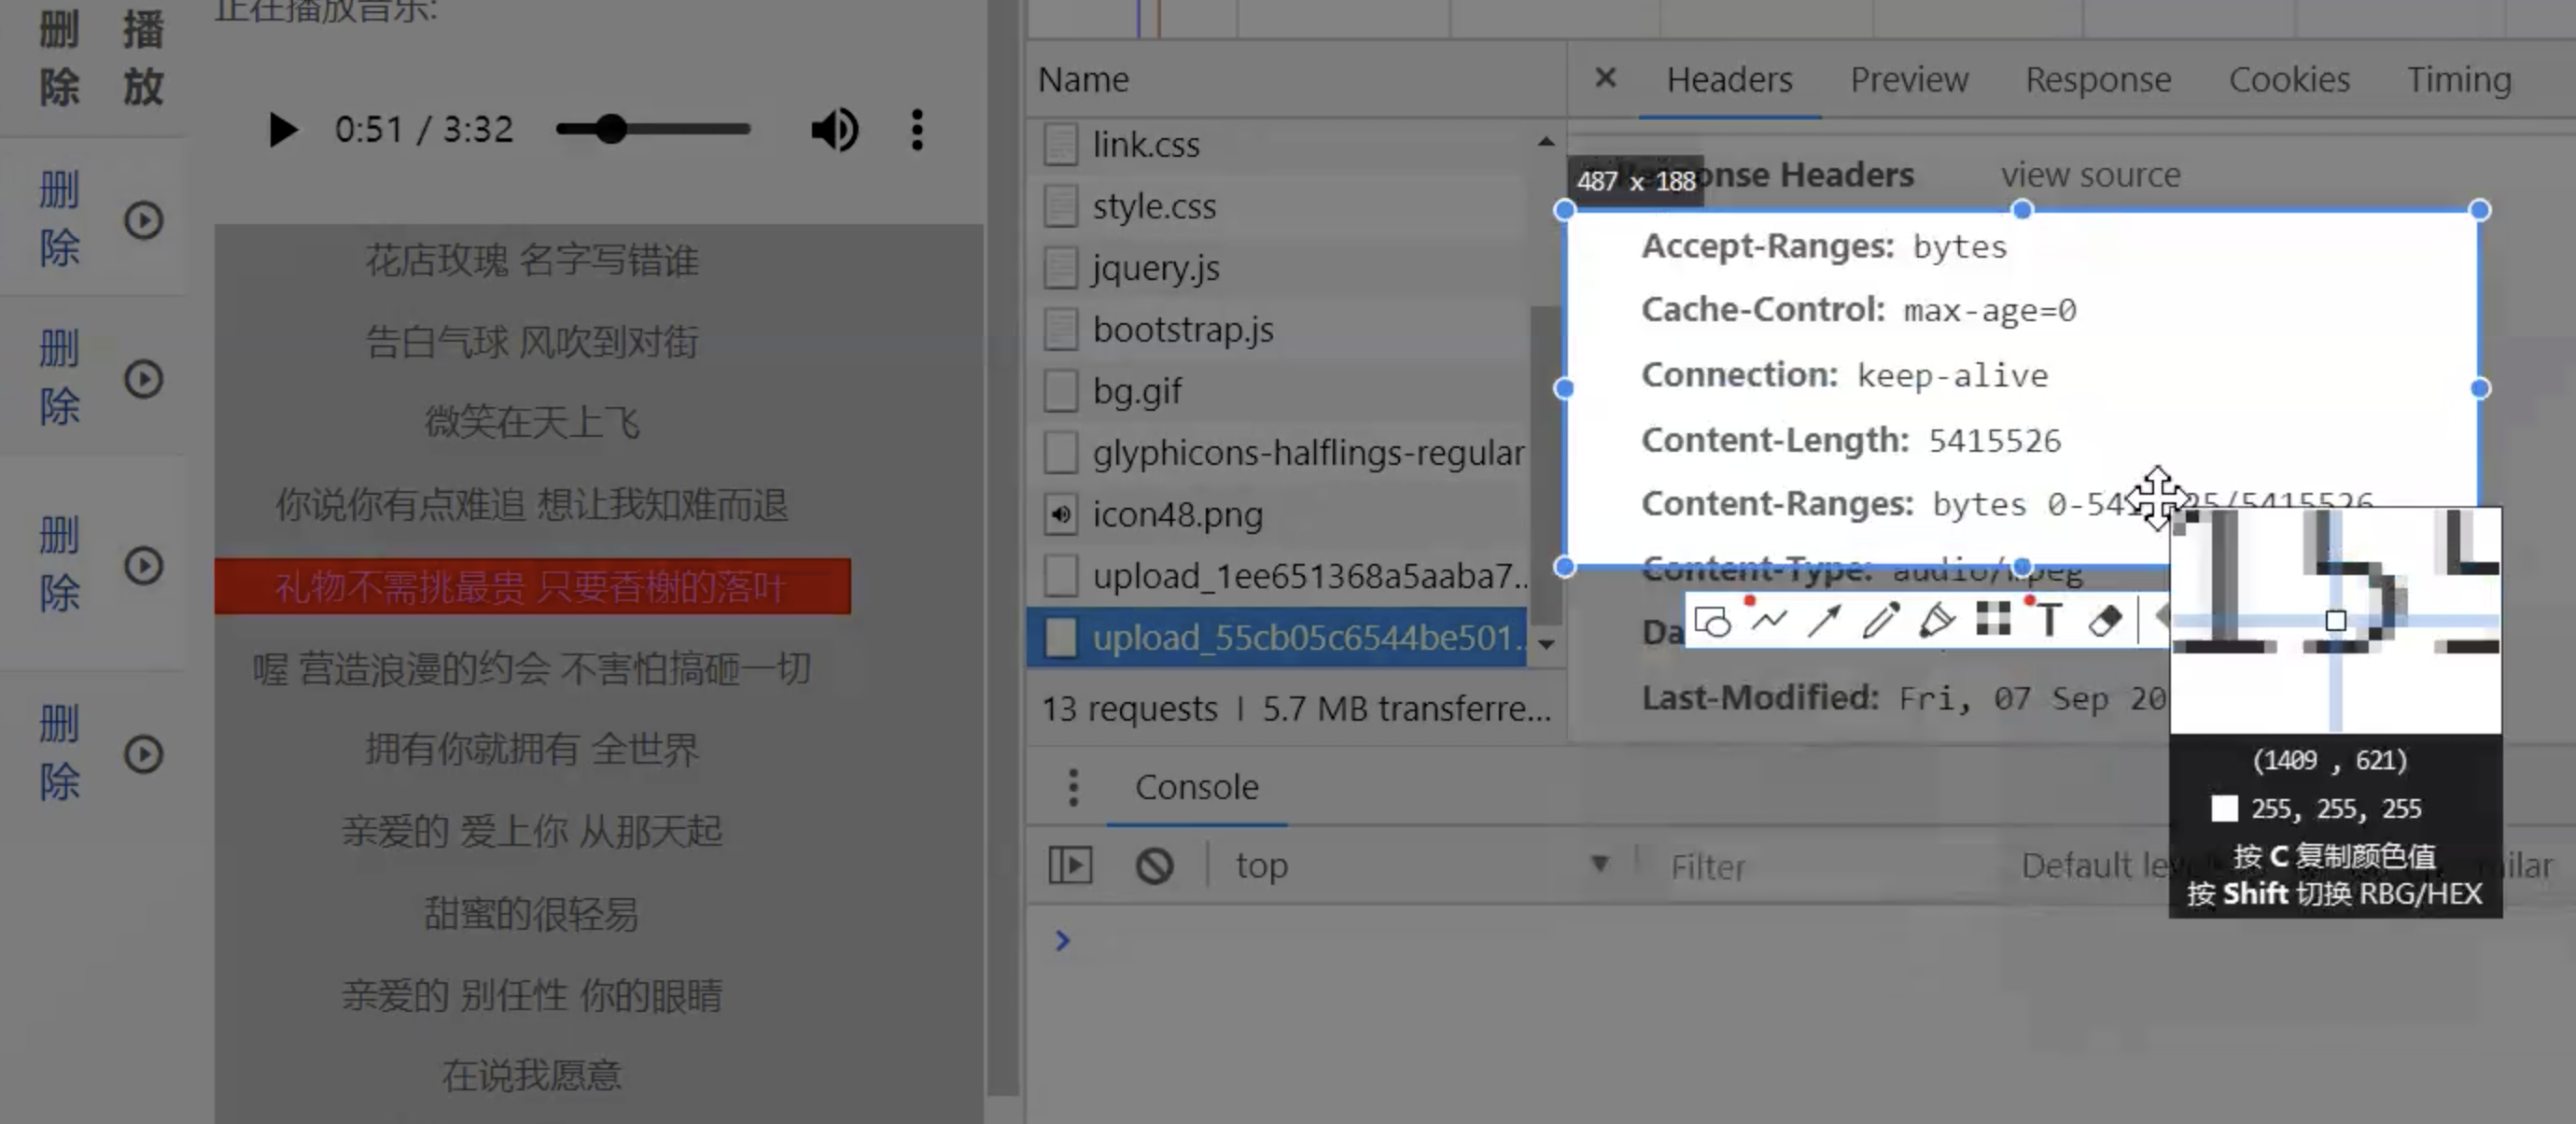 正在播放音乐:
删除
播放
0:51 / 3:32
删除
删除
删除
删除
花店玫瑰 名字写错谁
告白气球 风吹到对街
微笑在天上飞
你说你有点难追 想让我知难而退
礼物不需挑最贵 只要香榭的落叶
喔 营造浪漫的约会 不害怕搞砸一切
拥有你就拥有 全世界
亲爱的 爱上你 从那天起
甜蜜的很轻易
亲爱的 别任性 你的眼睛
在说我愿意
Name
link.css
style.css
jquery.js
bootstrap.js
bg.gif
glyphicons-halflings-regular
icon48.png
upload_1ee651368a5aaba7..
upload_55cb05c6544be501..
13 requests | 5.7 MB transferre...
× Headers Preview Response Cookies Timing
487 x 188
onse Headers view source
Accept-Ranges: bytes
Cache-Control: max-age=0
Connection: keep-alive
Content-Length: 5415526
Content-Ranges: bytes 0-54 25/5415526
Content-Type: audio/mpeg
Da
T
Last-Modified: Fri, 07 Sep 20
(1409 , 621)
255, 255, 255
按 C 复制颜色值
按 Shift 切换 RBG/HEX
Console
top
Filter
Default lev
milar